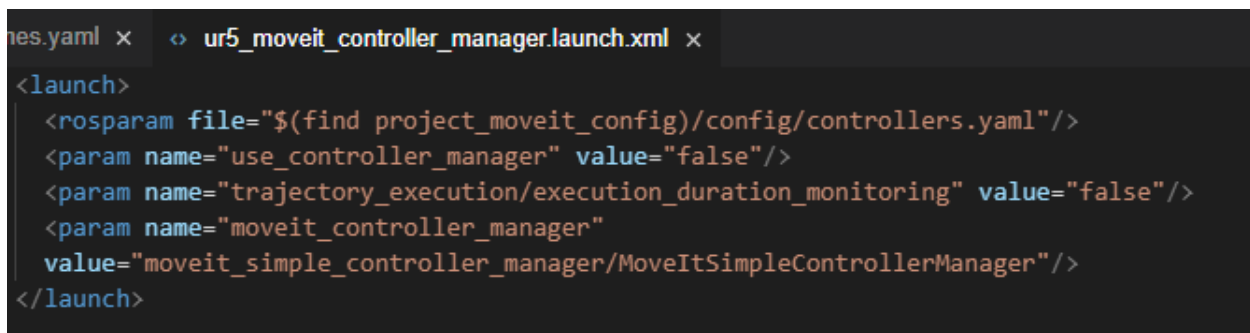 nes.yaml × <> ur5_moveit_controller_manager.launch.xml ×
<launch>
<rosparam file="$(find project_moveit_config)/config/controllers.yaml"/>
<param name="use_controller_manager" value="false"/>
<param name="trajectory_execution/execution_duration_monitoring" value="false"/>
<param name="moveit_controller_manager"
value="moveit_simple_controller_manager/MoveItSimpleControllerManager"/>
</launch>